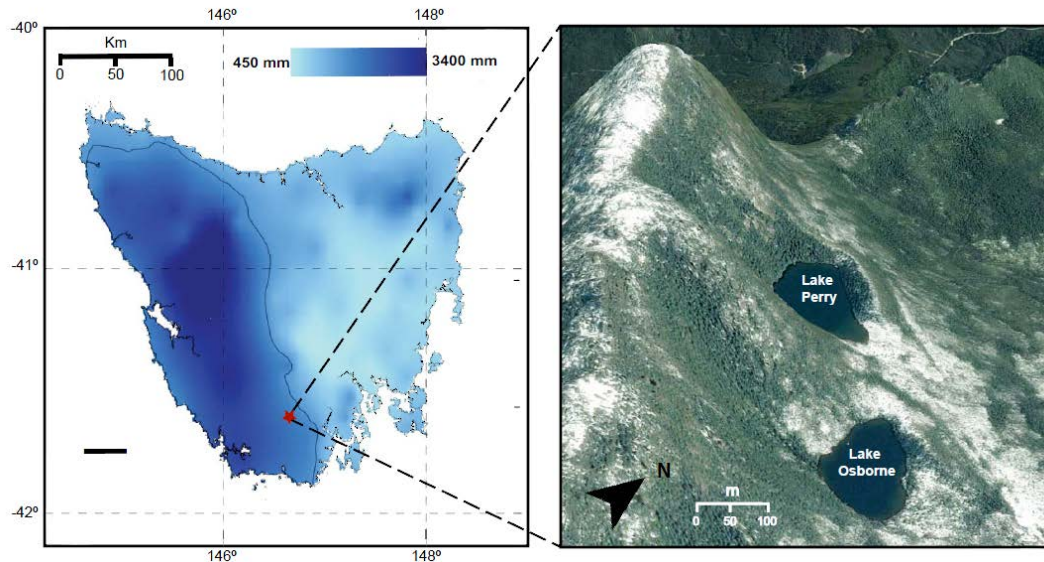 146º
148º
-40º
Km
0
50
100
450 mm
3400 mm
-41º
-42º
146º
148º
Lake
Perry
Lake
Osborne
N
m
0
50
100